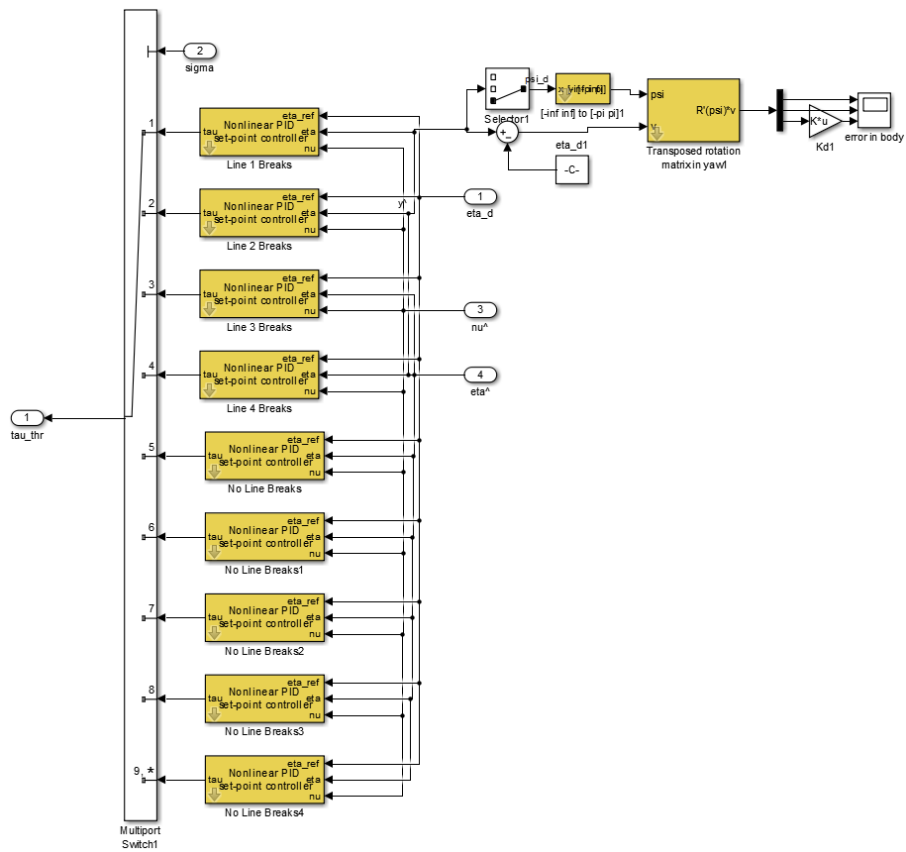 2
sigma
1
tau
Nonlinear PID
set-point controller
eta_ref
eta
nu
Line 1 Breaks
2
tau
Nonlinear PID
set-point controller
eta_ref
eta
nu
Line 2 Breaks
3
tau
Nonlinear PID
set-point controller
eta_ref
eta
nu
Line 3 Breaks
4
tau
Nonlinear PID
set-point controller
eta_ref
eta
nu
Line 4 Breaks
5
tau
Nonlinear PID
set-point controller
eta_ref
eta
nu
No Line Breaks
6
tau
Nonlinear PID
set-point controller
eta_ref
eta
nu
No Line Breaks1
7
tau
Nonlinear PID
set-point controller
eta_ref
eta
nu
No Line Breaks2
8
tau
Nonlinear PID
set-point controller
eta_ref
eta
nu
No Line Breaks3
9, *
tau
Nonlinear PID
set-point controller
eta_ref
eta
nu
No Line Breaks4
Multiport
Switch1
1
tau_thr
y
1
eta_d
3
nu^
4
eta^
Selector1
psi_d
[-inf inf] to [-pi pi]1
eta_d1
-C-
psi
v
R'(psi)*v
Transposed rotation
matrix in yaw1
K*u
Kd1
error in body